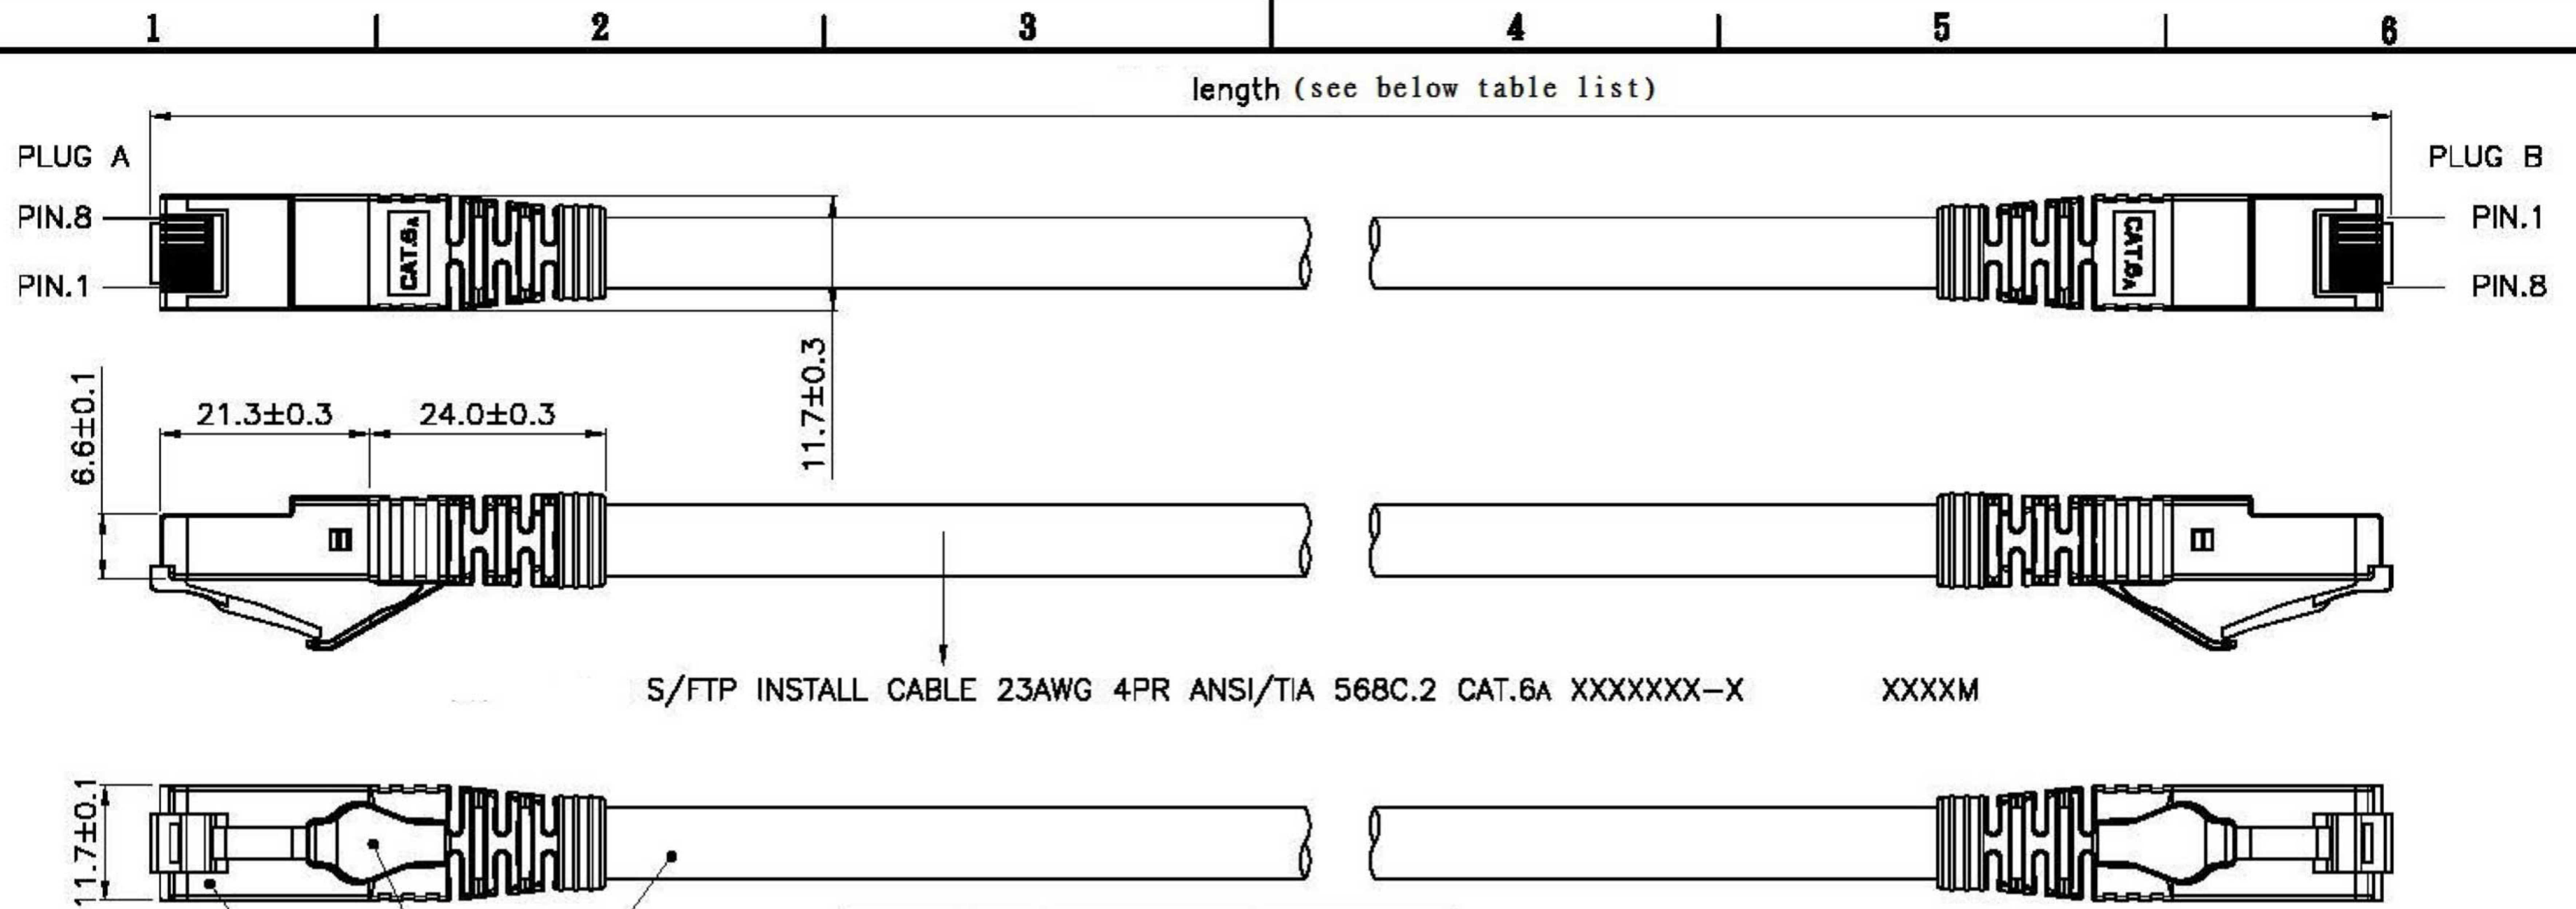 1 2 3 4 5 6
length (see below table list)
PLUG A
PLUG B
PIN.8
PIN.1
CAT.6A
CAT.6A
PIN.1
PIN.8
11.7±0.3
6.6±0.1
21.3±0.3
24.0±0.3
S/FTP INSTALL CABLE 23AWG 4PR ANSI/TIA 568C.2 CAT.6A XXXXXXX-X XXXXM
11.7±0.1